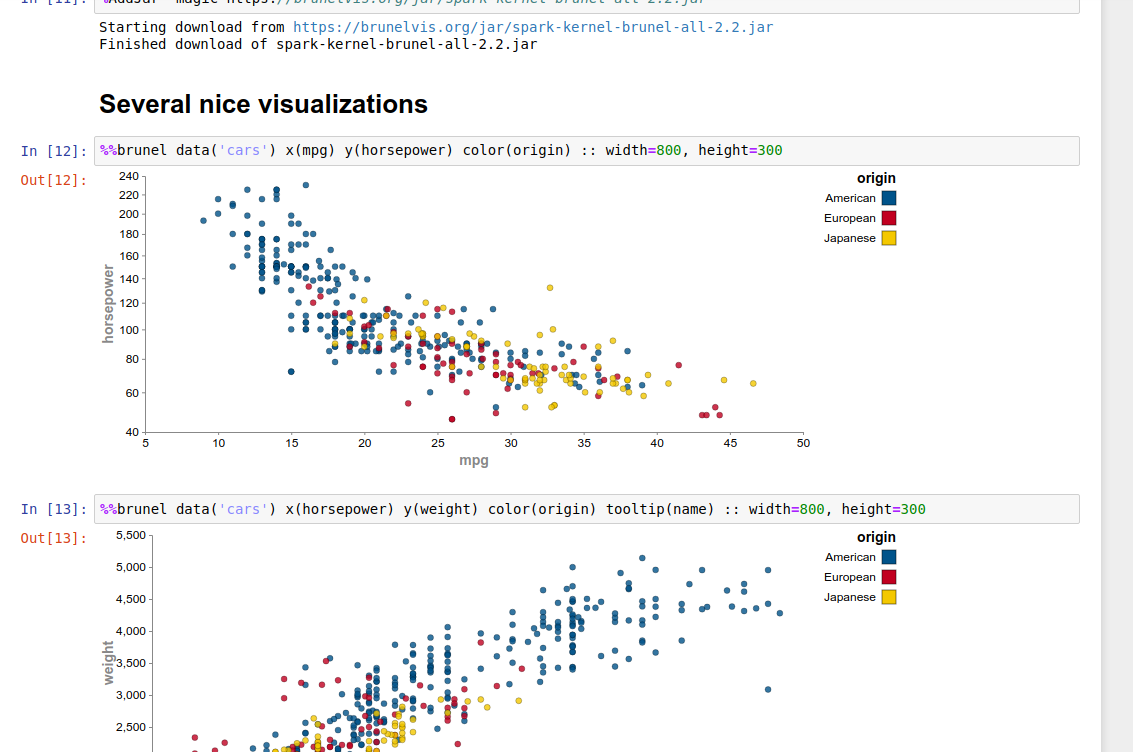 Starting download from https://brunelvis.org/jar/spark-kernel-brunel-all-2.2.jar
Finished download of spark-kernel-brunel-all-2.2.jar
Several nice visualizations
In [12]: %%brunel data('cars') x(mpg) y(horsepower) color(origin) :: width=800, height=300
Out[12]:
240
220
200
180
160
140
120
100
80
60
40
horsepower
5 10 15 20 25 30 35 40 45 50
mpg
origin
American
European
Japanese
In [13]: %%brunel data('cars') x(horsepower) y(weight) color(origin) tooltip(name) :: width=800, height=300
Out[13]:
5,500
5,000
4,500
4,000
3,500
3,000
2,500
weight
origin
American
European
Japanese